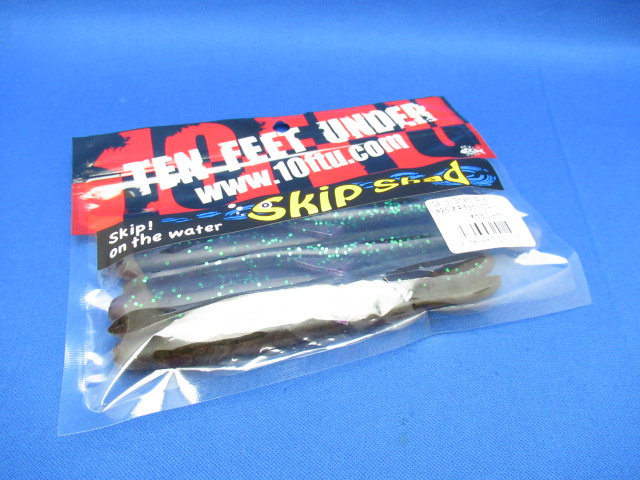 10FTU
TEN FEET UNDER
www.10ftu.com
Skip Shad
Skip!
on the water